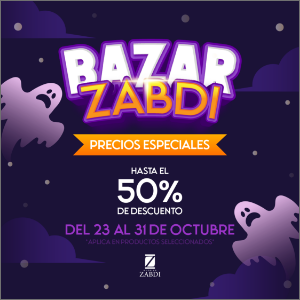 BAZAR
ZABDI
PRECIOS ESPECIALES
HASTA EL
50%
DE DESCUENTO
DEL 23 AL 31 DE OCTUBRE
"APLICA EN PRODUCTOS SELECCIONADOS"
ZABDI